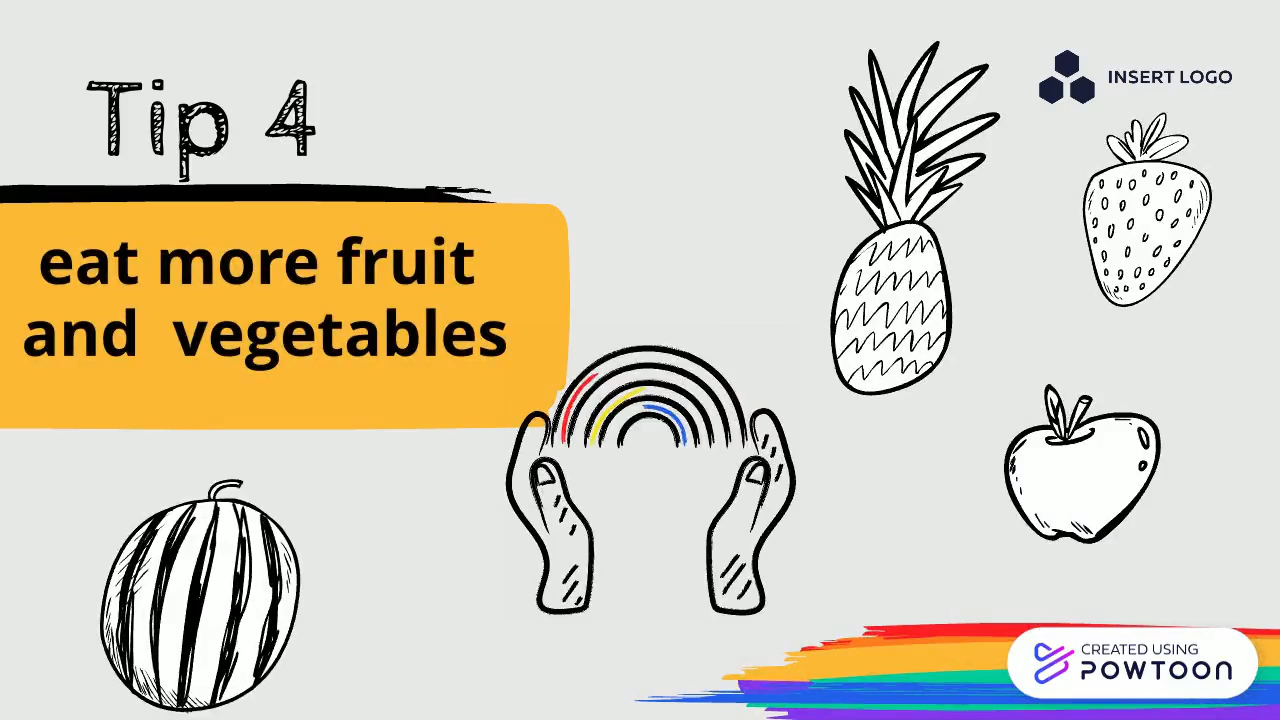 Tip 4
INSERT LOGO
eat more fruit
and  vegetables
CREATED USING
POWTOON